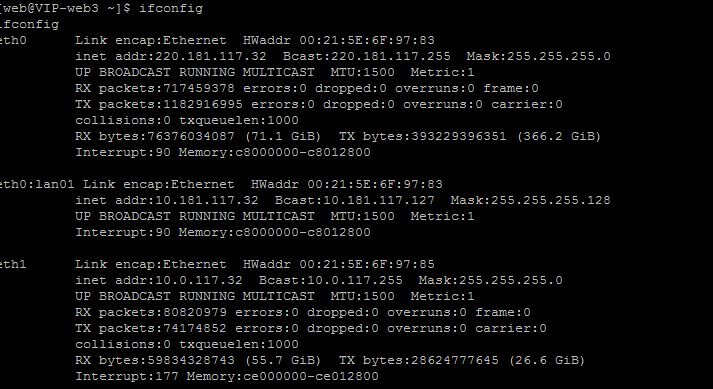 [web@VIP-web3 ~]$ ifconfig
ifconfig
eth0 Link encap:Ethernet HWaddr 00:21:5E:6F:97:83
inet addr:220.181.117.32 Bcast:220.181.117.255 Mask:255.255.255.0
UP BROADCAST RUNNING MULTICAST MTU:1500 Metric:1
RX packets:717459378 errors:0 dropped:0 overruns:0 frame:0
TX packets:1182916995 errors:0 dropped:0 overruns:0 carrier:0
collisions:0 txqueuelen:1000
RX bytes:76376034087 (71.1 GiB) TX bytes:393229396351 (366.2 GiB)
Interrupt:90 Memory:c8000000-c8012800
eth0:lan01 Link encap:Ethernet HWaddr 00:21:5E:6F:97:83
inet addr:10.181.117.32 Bcast:10.181.117.127 Mask:255.255.255.128
UP BROADCAST RUNNING MULTICAST MTU:1500 Metric:1
Interrupt:90 Memory:c8000000-c8012800
eth1 Link encap:Ethernet HWaddr 00:21:5E:6F:97:85
inet addr:10.0.117.32 Bcast:10.0.117.255 Mask:255.255.255.0
UP BROADCAST RUNNING MULTICAST MTU:1500 Metric:1
RX packets:80820979 errors:0 dropped:0 overruns:0 frame:0
TX packets:74174852 errors:0 dropped:0 overruns:0 carrier:0
collisions:0 txqueuelen:1000
RX bytes:59834328743 (55.7 GiB) TX bytes:28624777645 (26.6 GiB)
Interrupt:177 Memory:ce000000-ce012800